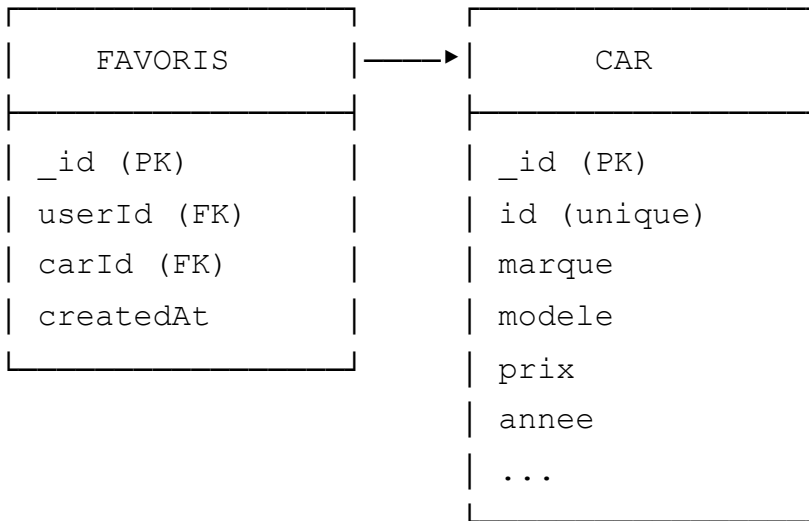 FAVORIS
_id (PK)
userId (FK)
carId (FK)
createdAt
CAR
_id (PK)
id (unique)
marque
modele
prix
annee
...